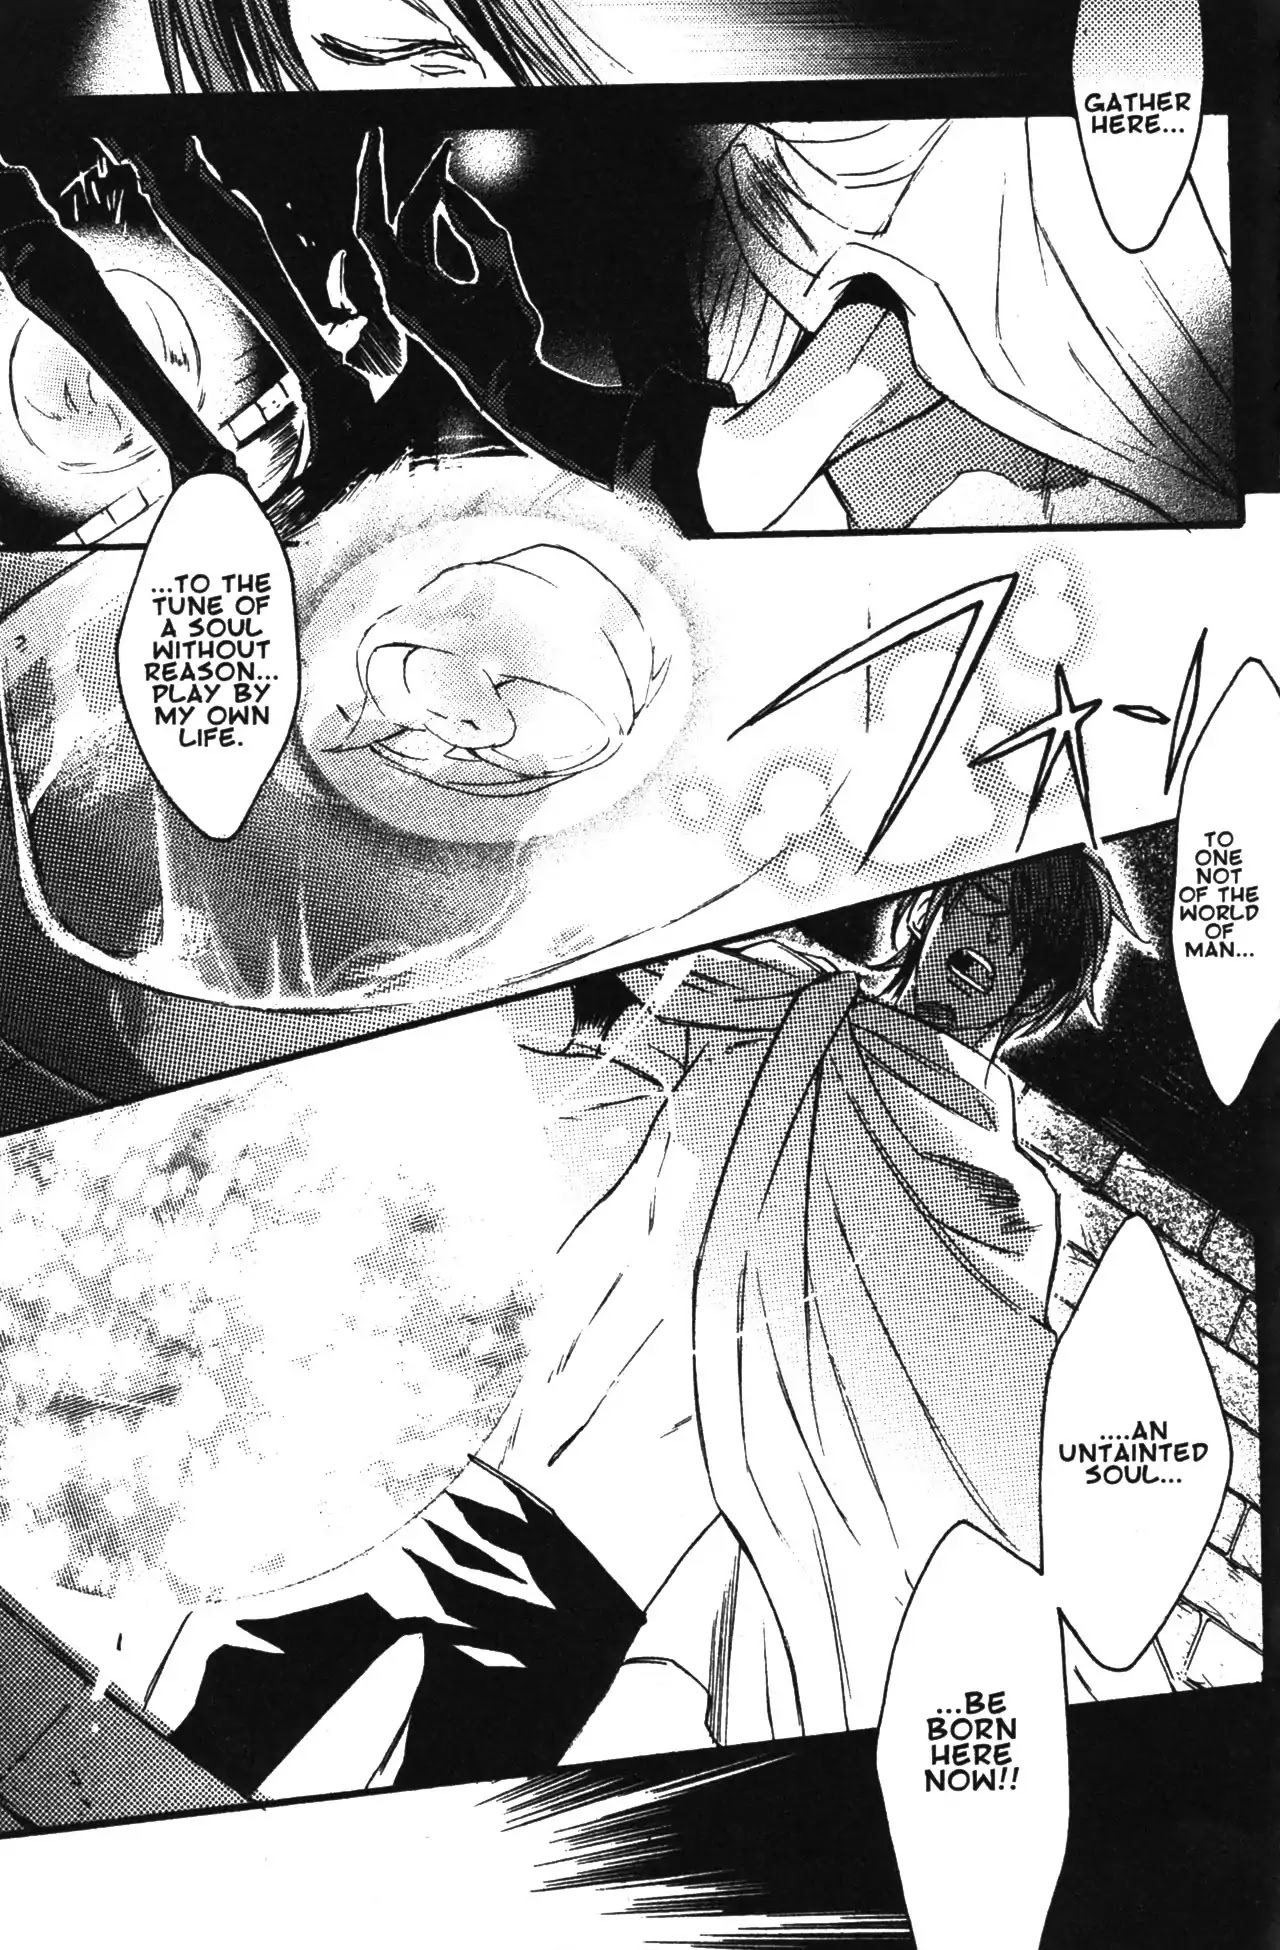 GATHER
HERE...
...TO THE
TUNE OF
A SOUL
WITHOUT
REASON...
PLAY BY
MY OWN
LIFE.
フォー
TO
ONE
NOT
OF THE
WORLD
OF
MAN...
....AN
UNTAINTED
SOUL...
...BE
BORN
HERE
NOW!!